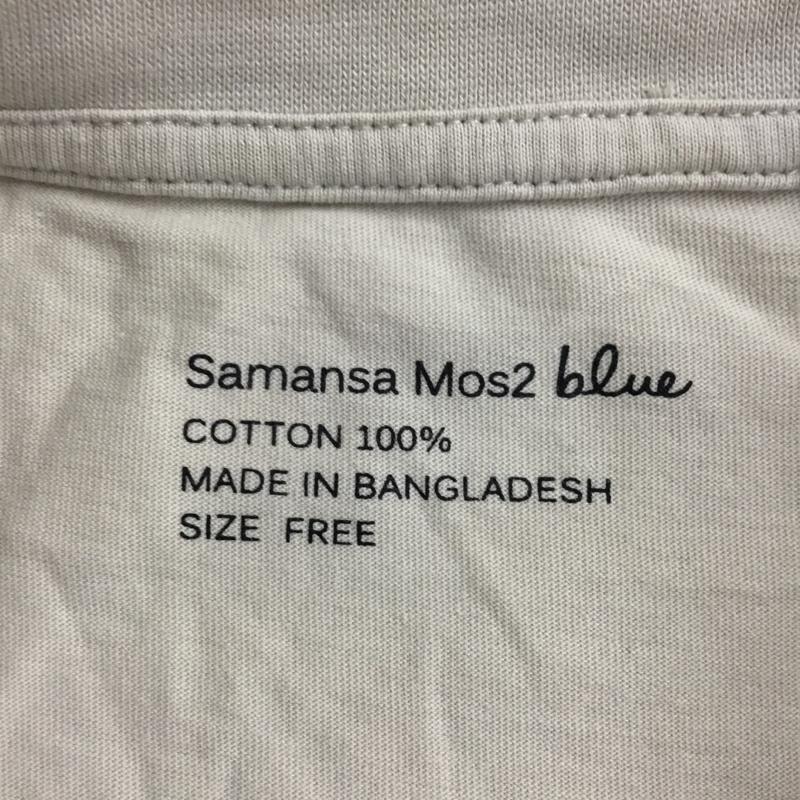 Samansa Mos2 blue
COTTON 100%
MADE IN BANGLADESH
SIZE FREE